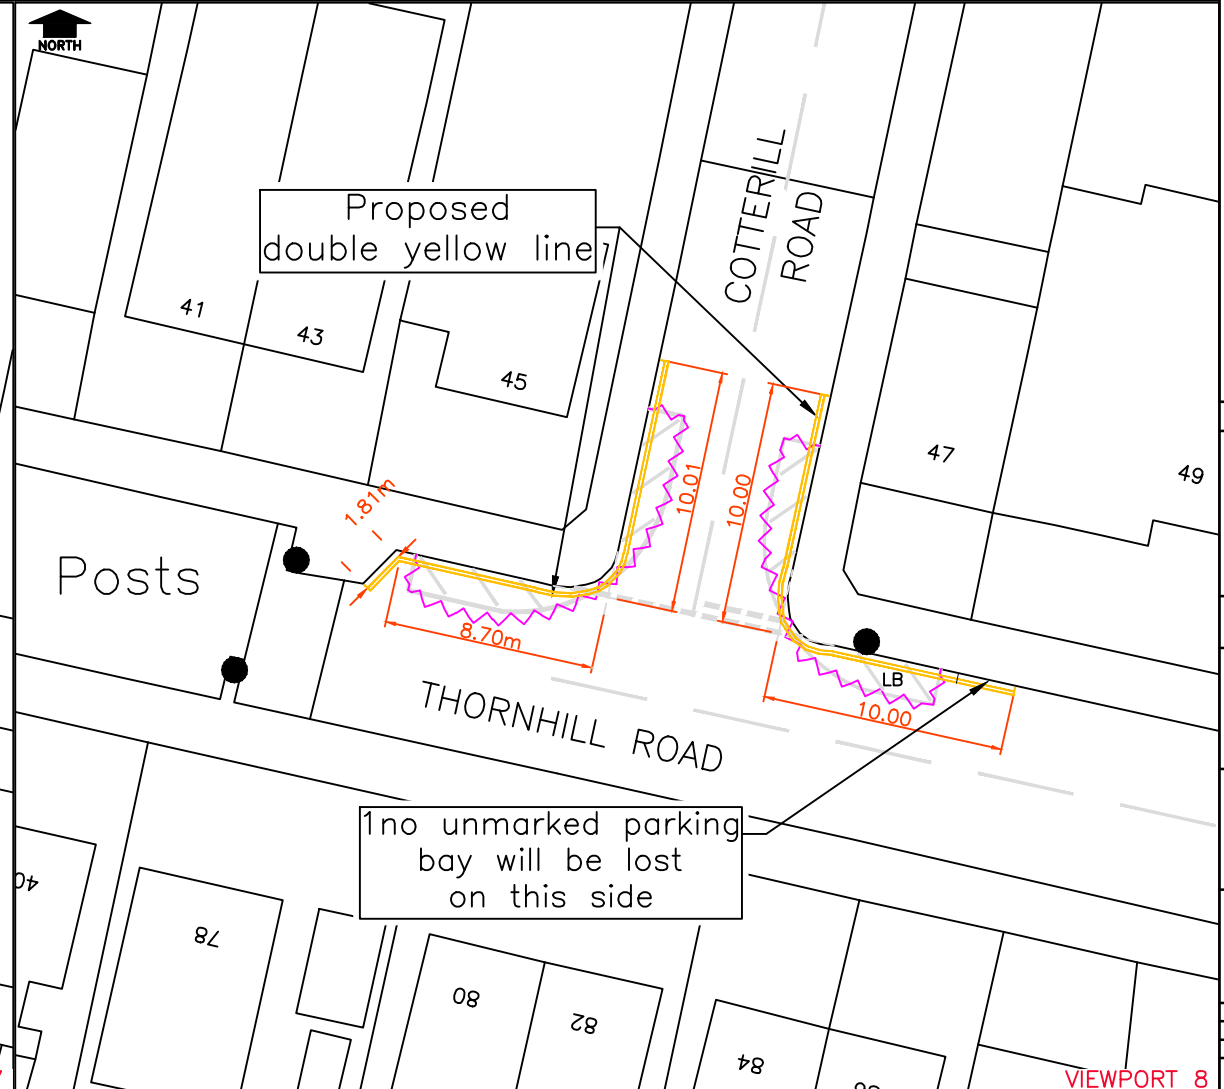 NORTH
COTTERILL
ROAD
Proposed
double yellow line
41
43
45
47
49
1.81m
10.01
10.00
Posts
8.70m
LB
10.00
THORNHILL ROAD
1no unmarked parking
bay will be lost
on this side
78
80
82
84
VIEWPORT 8